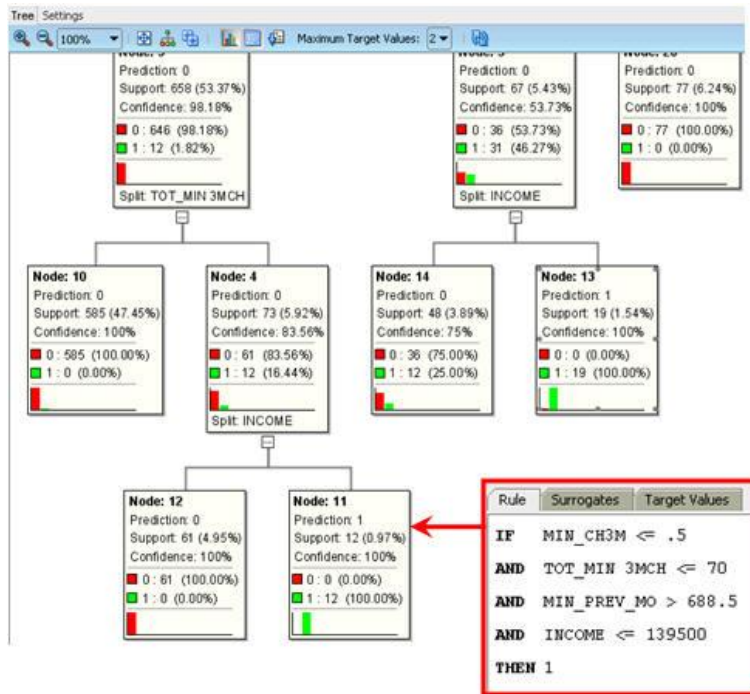 Tree Settings
100% Maximum Target Values: 2
Prediction: 0
Support: 658 (53.37%)
Confidence: 98.18%
0 : 646 (98.18%)
1 : 12 (1.82%)
Split: TOT_MIN 3MCH
Prediction: 0
Support: 67 (5.43%)
Confidence: 53.73%
0 : 36 (53.73%)
1 : 31 (46.27%)
Split: INCOME
Prediction: 0
Support: 77 (6.24%)
Confidence: 100%
0 : 77 (100.00%)
1 : 0 (0.00%)
Node: 10
Prediction: 0
Support: 585 (47.45%)
Confidence: 100%
0 : 585 (100.00%)
1 : 0 (0.00%)
Node: 4
Prediction: 0
Support: 73 (5.92%)
Confidence: 83.56%
0 : 61 (83.56%)
1 : 12 (16.44%)
Split: INCOME
Node: 14
Prediction: 0
Support: 48 (3.89%)
Confidence: 75%
0 : 36 (75.00%)
1 : 12 (25.00%)
Node: 13
Prediction: 1
Support: 19 (1.54%)
Confidence: 100%
0 : 0 (0.00%)
1 : 19 (100.00%)
Node: 12
Prediction: 0
Support: 61 (4.95%)
Confidence: 100%
0 : 61 (100.00%)
1 : 0 (0.00%)
Node: 11
Prediction: 1
Support: 12 (0.97%)
Confidence: 100%
0 : 0 (0.00%)
1 : 12 (100.00%)
Rule Surrogates Target Values
IF MIN_CH3M <= .5
AND TOT_MIN 3MCH <= 70
AND MIN_PREV_MO > 688.5
AND INCOME <= 139500
THEN 1